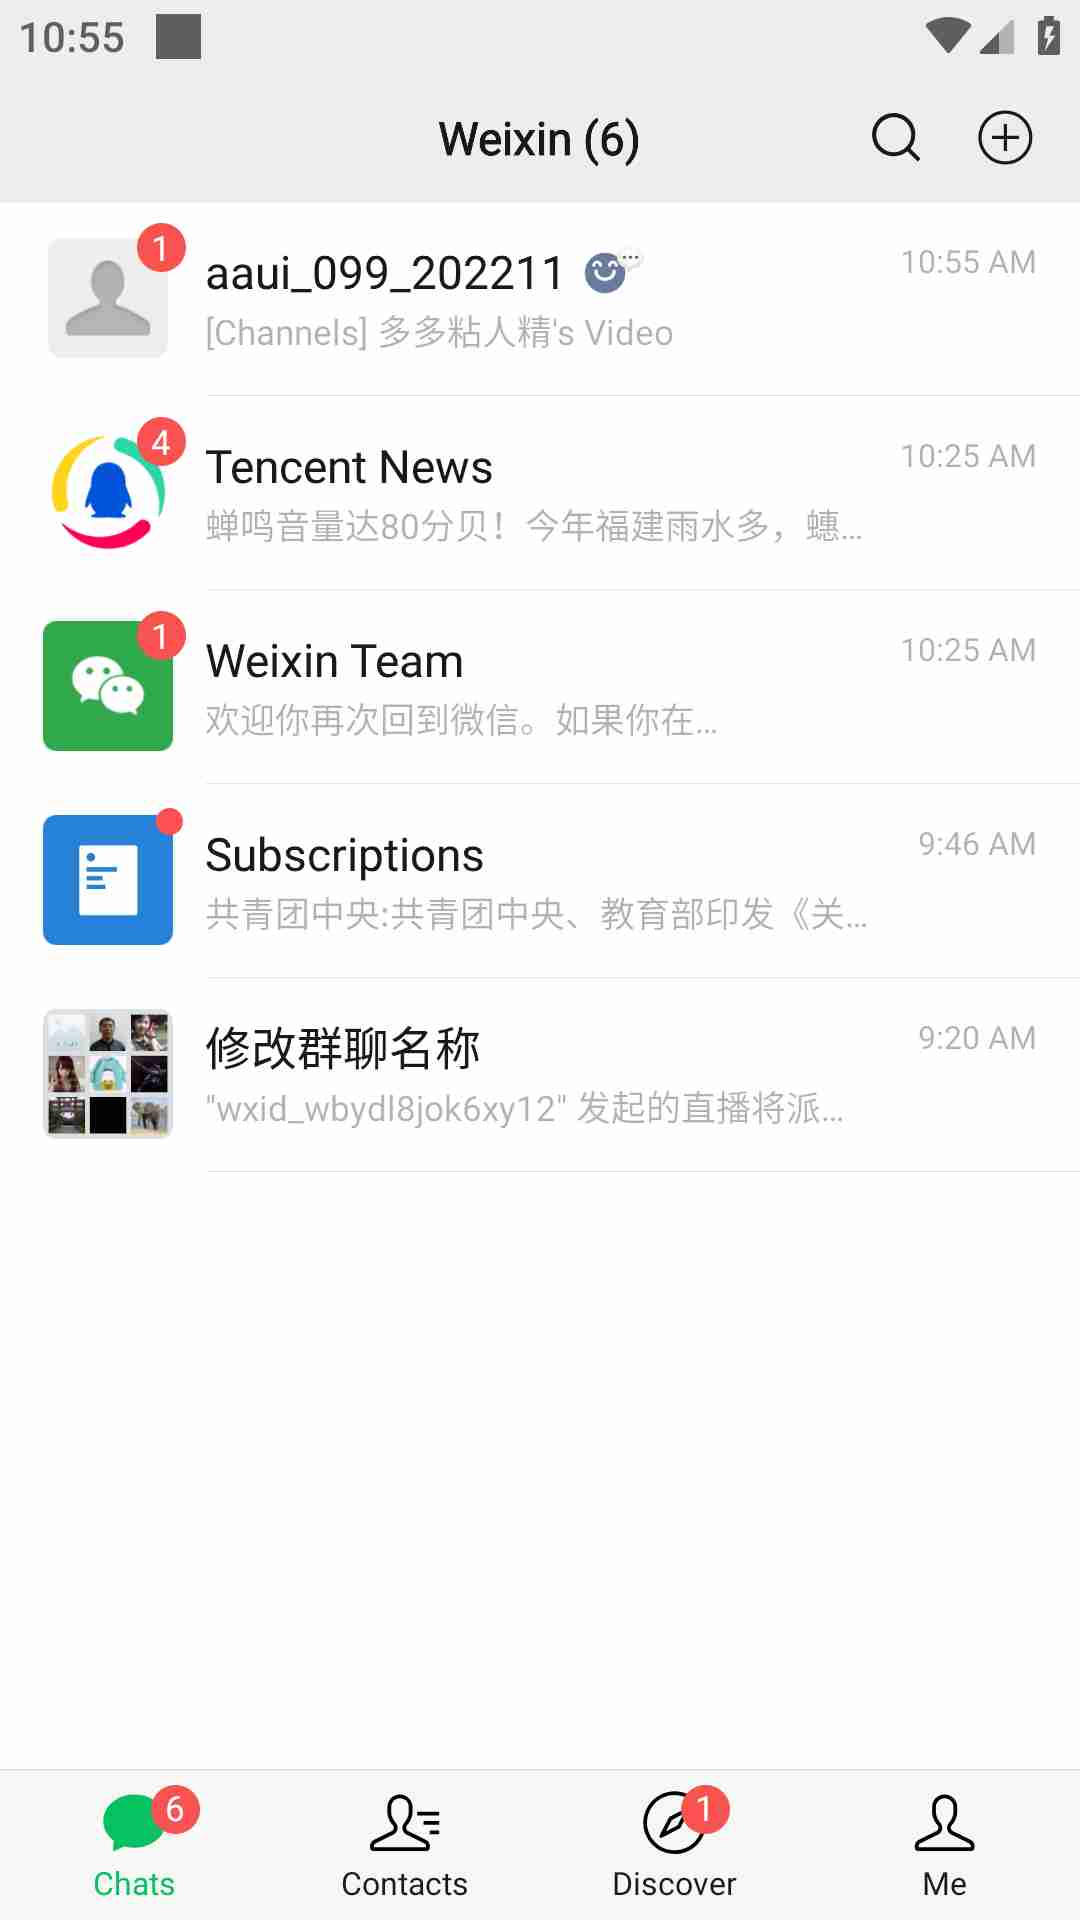 10:55
Weixin (6)
1
aaui_099_202211
10:55 AM
[Channels] 多多粘人精's Video
4
Tencent News
10:25 AM
蝉鸣音量达80分贝！今年福建雨水多，蟪...
1
Weixin Team
10:25 AM
欢迎你再次回到微信。如果你在...
Subscriptions
9:46 AM
共青团中央:共青团中央、教育部印发《关...
修改群聊名称
9:20 AM
"wxid_wbydl8jok6xy12" 发起的直播将派...
6
1
Chats
Contacts
Discover
Me